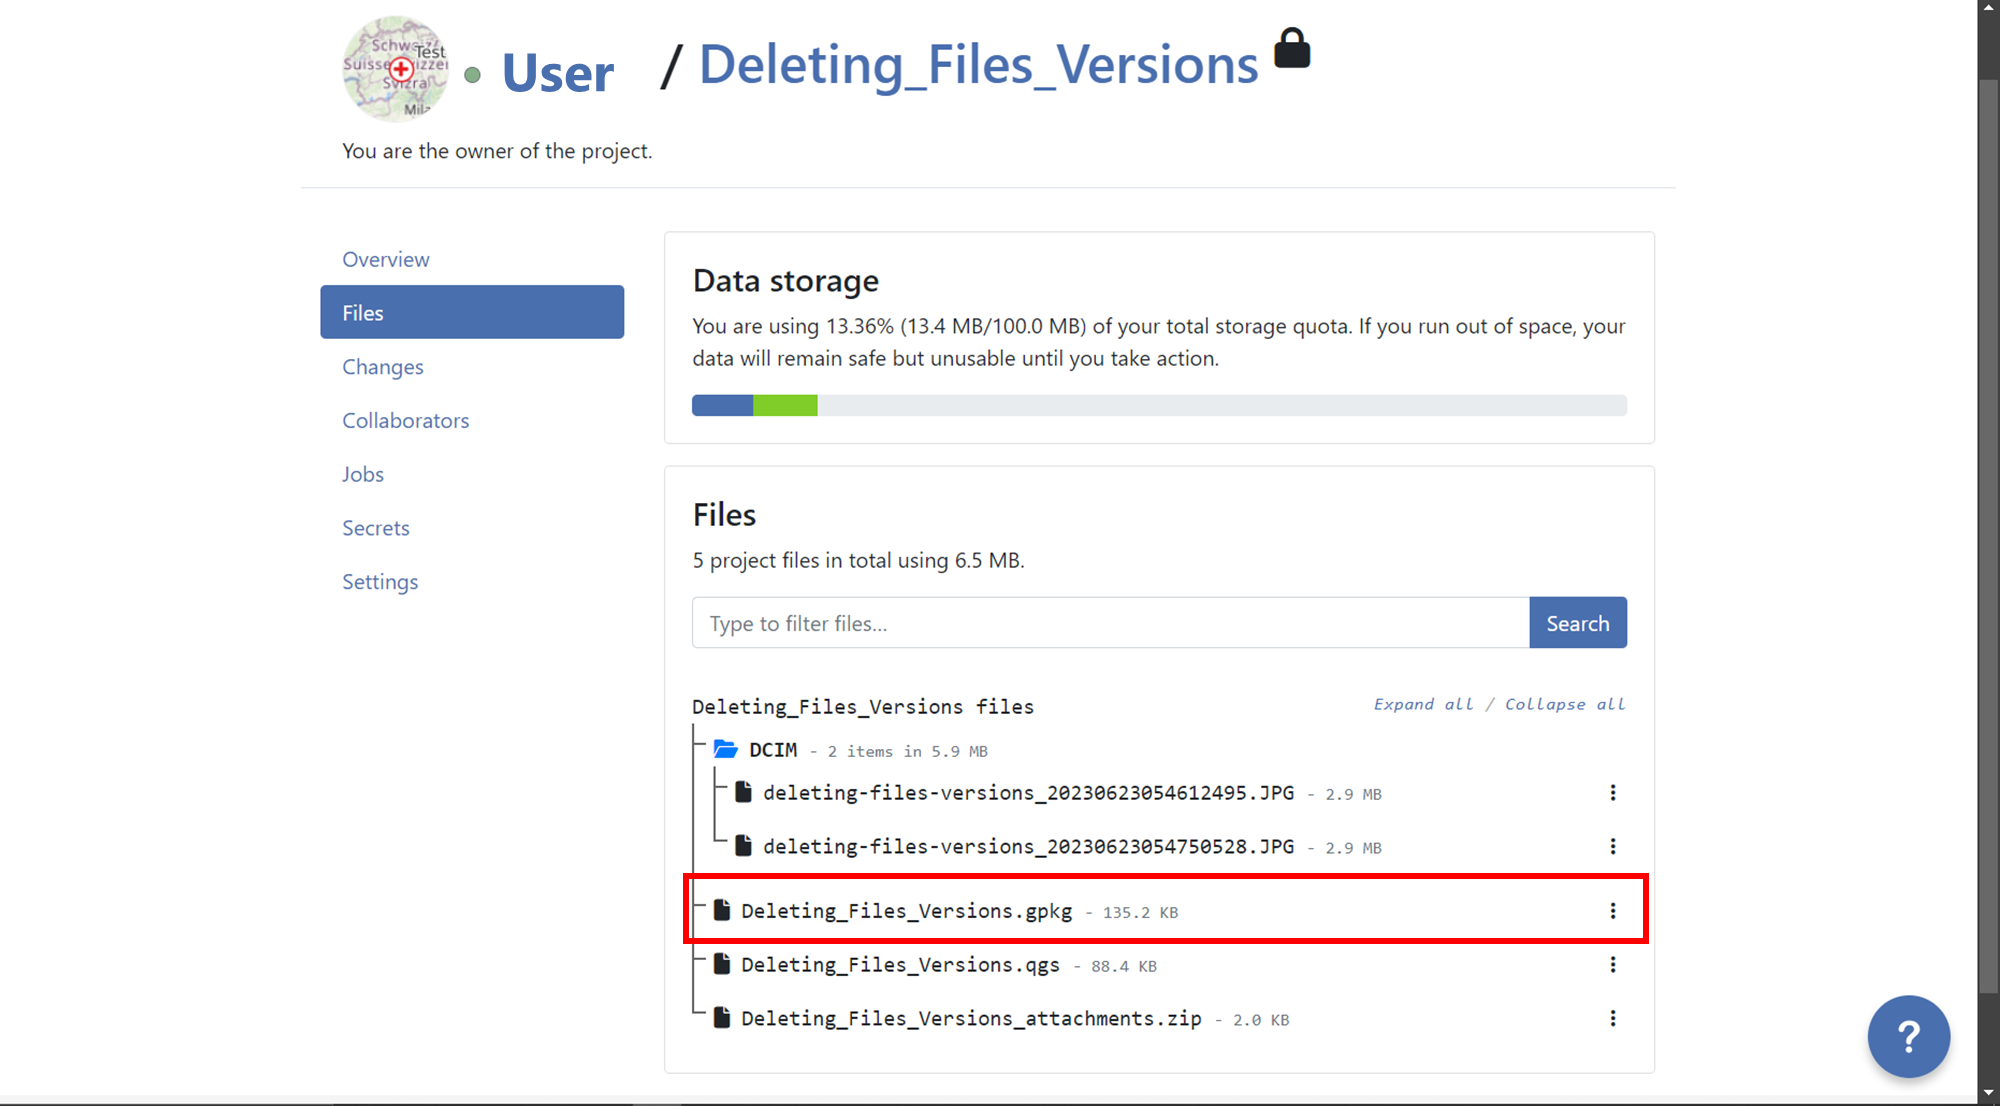 Schweiz/
Test
Suisse
izzer
Svizra/
User / Deleting_Files_Versions
You are the owner of the project.
Overview
Files
Changes
Collaborators
Jobs
Secrets
Settings
Data storage
You are using 13.36% (13.4 MB/100.0 MB) of your total storage quota. If you run out of space, your
data will remain safe but unusable until you take action.
Files
5 project files in total using 6.5 MB.
Type to filter files...
Search
Deleting_Files_Versions files
Expand all / Collapse all
DCIM - 2 items in 5.9 MB
deleting-files-versions_20230623054612495.JPG - 2.9 MB
deleting-files-versions_20230623054750528.JPG - 2.9 MB
Deleting_Files_Versions.gpkg - 135.2 KB
Deleting_Files_Versions.qgs - 88.4 KB
Deleting_Files_Versions_attachments.zip - 2.0 KB
?